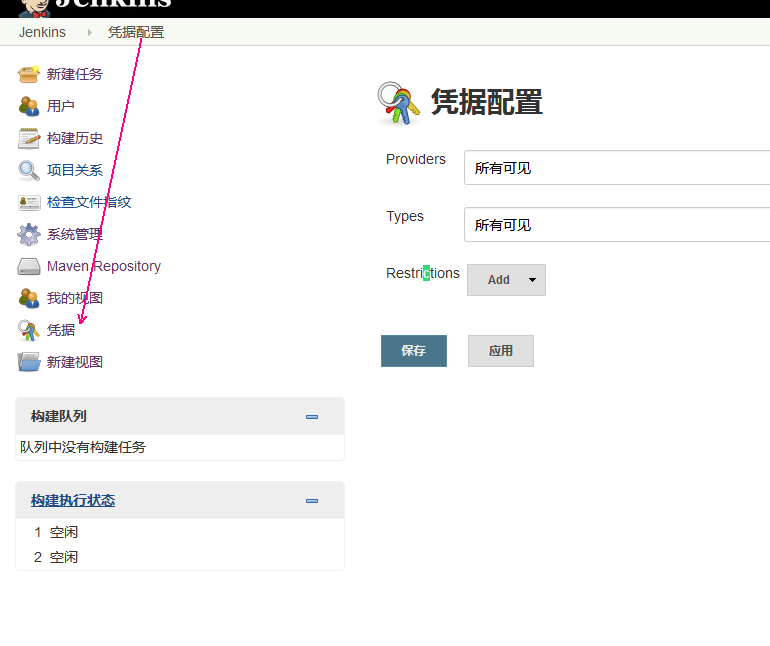 Jenkins
Jenkins 凭据配置
新建任务
用户
构建历史
项目关系
检查文件指纹
系统管理
Maven Repository
我的视图
凭据
新建视图
构建队列
队列中没有构建任务
构建执行状态
1 空闲
2 空闲
凭据配置
Providers 所有可见
Types 所有可见
Restrictions Add
保存 应用